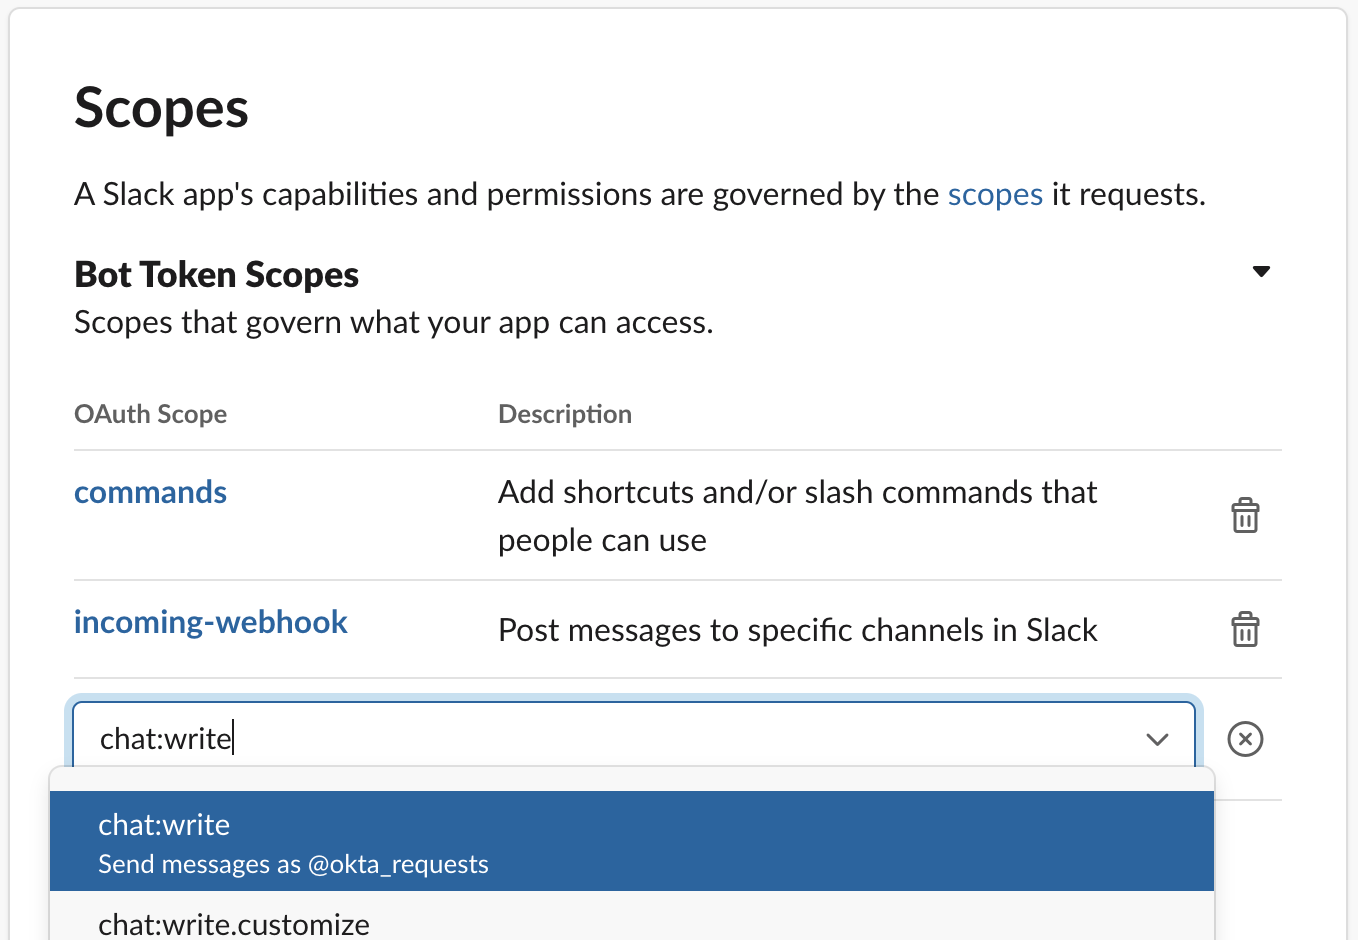 Scopes
A Slack app's capabilities and permissions are governed by the scopes it requests.
Bot Token Scopes
Scopes that govern what your app can access.
OAuth Scope Description
commands Add shortcuts and/or slash commands that
people can use
incoming-webhook Post messages to specific channels in Slack
chat:write
chat:write
Send messages as @okta_requests
chat:write.customize